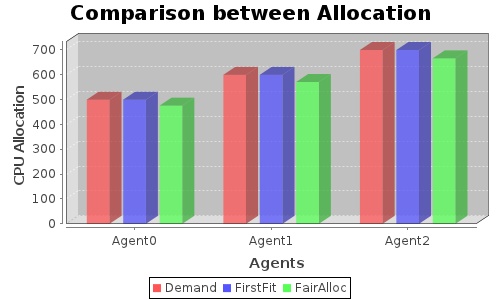 Comparison between Allocation
CPU Allocation
700
600
500
400
300
200
100
0
Agent0 Agent1 Agent2
Agents
Demand FirstFit FairAlloc